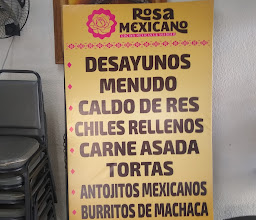 Rosa
MEXICANO
DESAYUNOS
MENUDO
CALDO DE RES
CHILES RELLENOS
CARNE ASADA
TORTAS
ANTOJITOS MEXICANOS
BURRITOS DE MACHACA